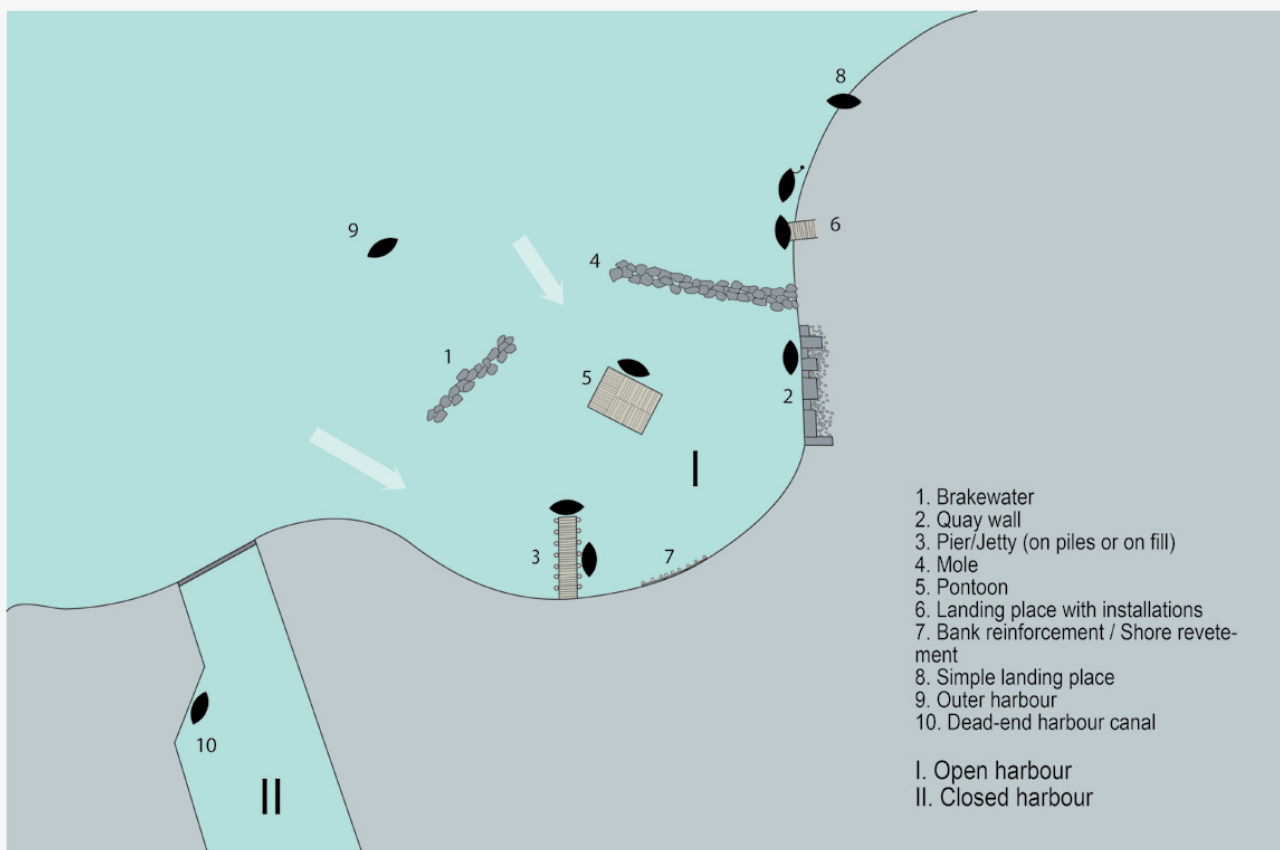 8
9
6
4
1
5
2
I
3
7
1. Brakewater
2. Quay wall
3. Pier/Jetty (on piles or on fill)
4. Mole
5. Pontoon
6. Landing place with installations
7. Bank reinforcement / Shore revete-
ment
8. Simple landing place
9. Outer harbour
10. Dead-end harbour canal
10
II
I. Open harbour
II. Closed harbour